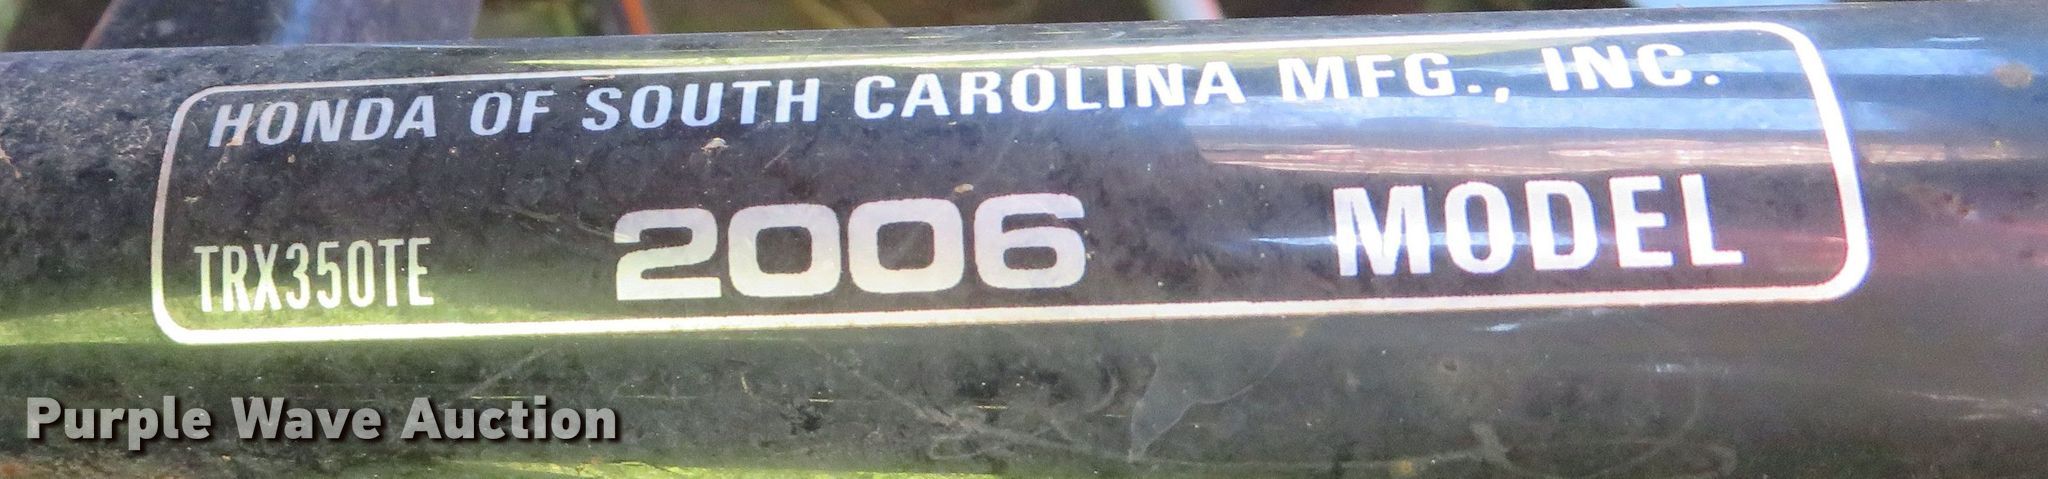 HONDA OF SOUTH CAROLINA MFG., INC.
TRX350TE 2006 MODEL
Purple Wave Auction